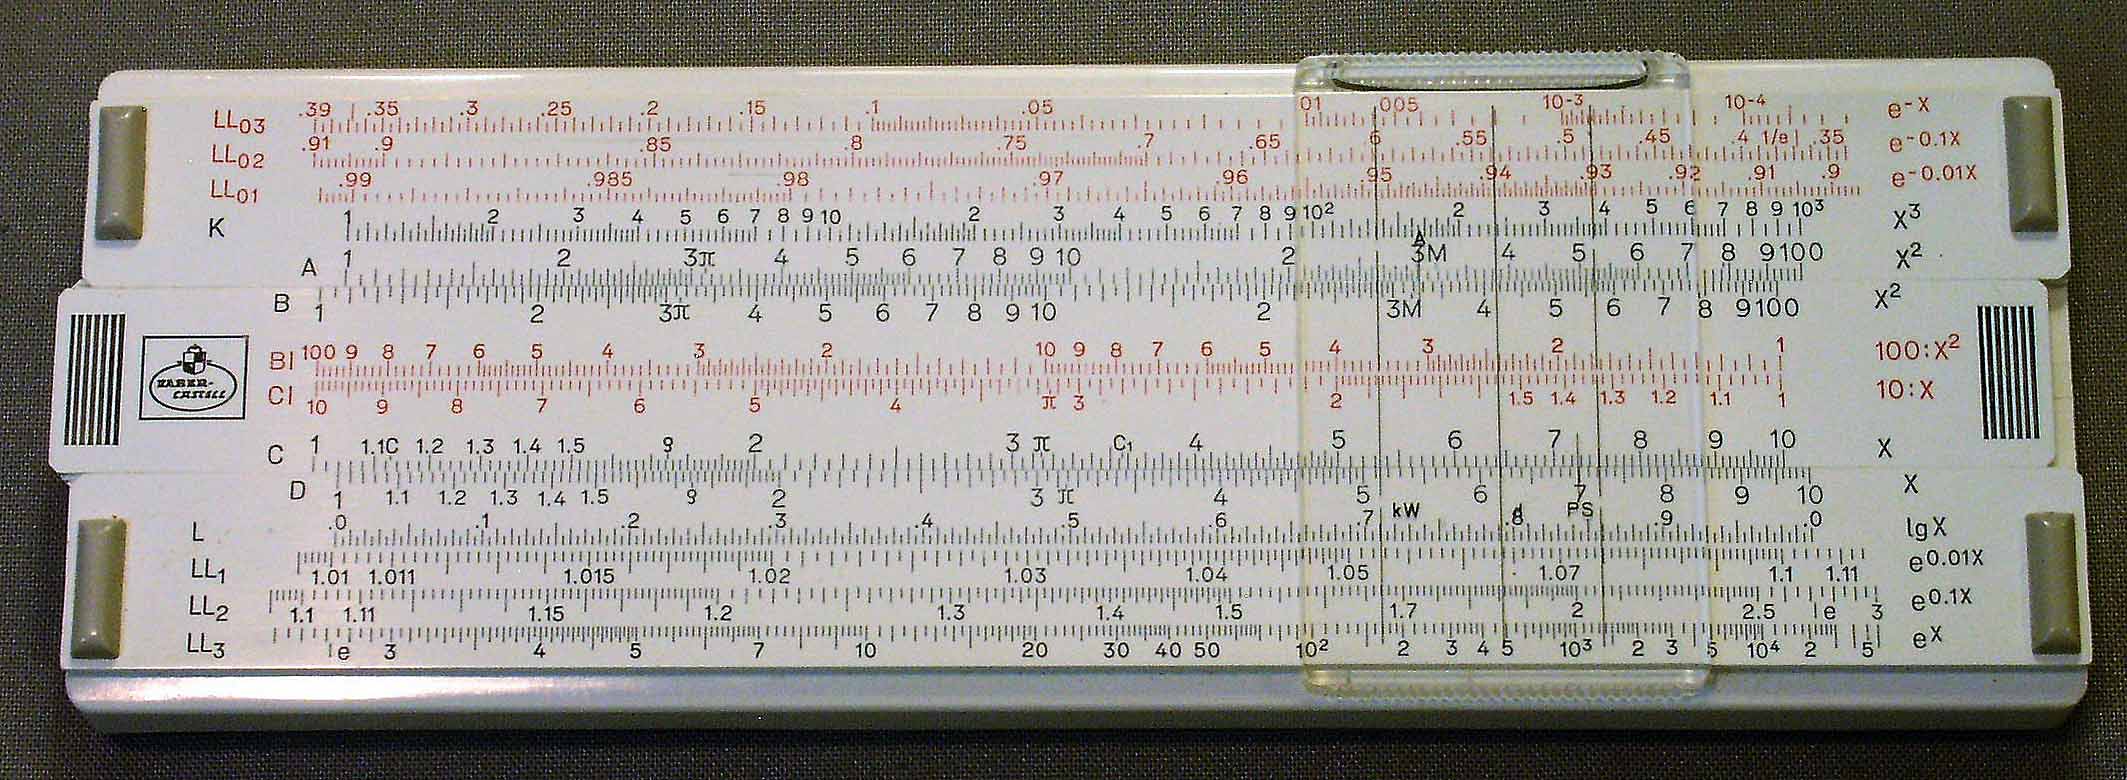 LL03 .39 .35 .3 .25 .2 .15 .1 .05 01 005 10-3 10-4 e-x
LL02 .91 .9 .85 .8 .75 .7 .65 6 .55 .5 .45 .4 1/e .35 e-0.1x
LL01 .99 .985 .98 .97 .96 .95 .94 .93 .92 .91 .9 e-0.01x
K 1 2 3 4 5 6 7 8 9 10 2 3 4 5 6 7 8 9 10² 2 3 4 5 6 7 8 9 10³ x³
A 1 2 3π 4 5 6 7 8 9 10 2 3M 4 5 6 7 8 9 100 x²
B 1 2 3π 4 5 6 7 8 9 10 2 3M 4 5 6 7 8 9 100 x²
BI 100 9 8 7 6 5 4 3 2 10 9 8 7 6 5 4 3 2 1 100:x²
FABER-
CASTELL
CI 10 9 8 7 6 5 4 π 3 2 1.5 1.4 1.3 1.2 1.1 1 10:x
C 1 1.1C 1.2 1.3 1.4 1.5 ϱ 2 3 π C₁ 4 5 6 7 8 9 10 x
D 1 1.1 1.2 1.3 1.4 1.5 ϱ 2 3 π 4 5 6 7 8 9 10 x
kW d PS
L .0 .1 .2 .3 .4 .5 .6 .7 .8 .9 .0 lg x
LL1 1.01 1.011 1.015 1.02 1.03 1.04 1.05 1.07 1.1 1.11 e0.01x
LL2 1.1 1.11 1.15 1.2 1.3 1.4 1.5 1.7 2 2.5 e 3 e0.1x
LL3 e 3 4 5 7 10 20 30 40 50 10² 2 3 4 5 10³ 2 3 5 10⁴ 2 5 ex